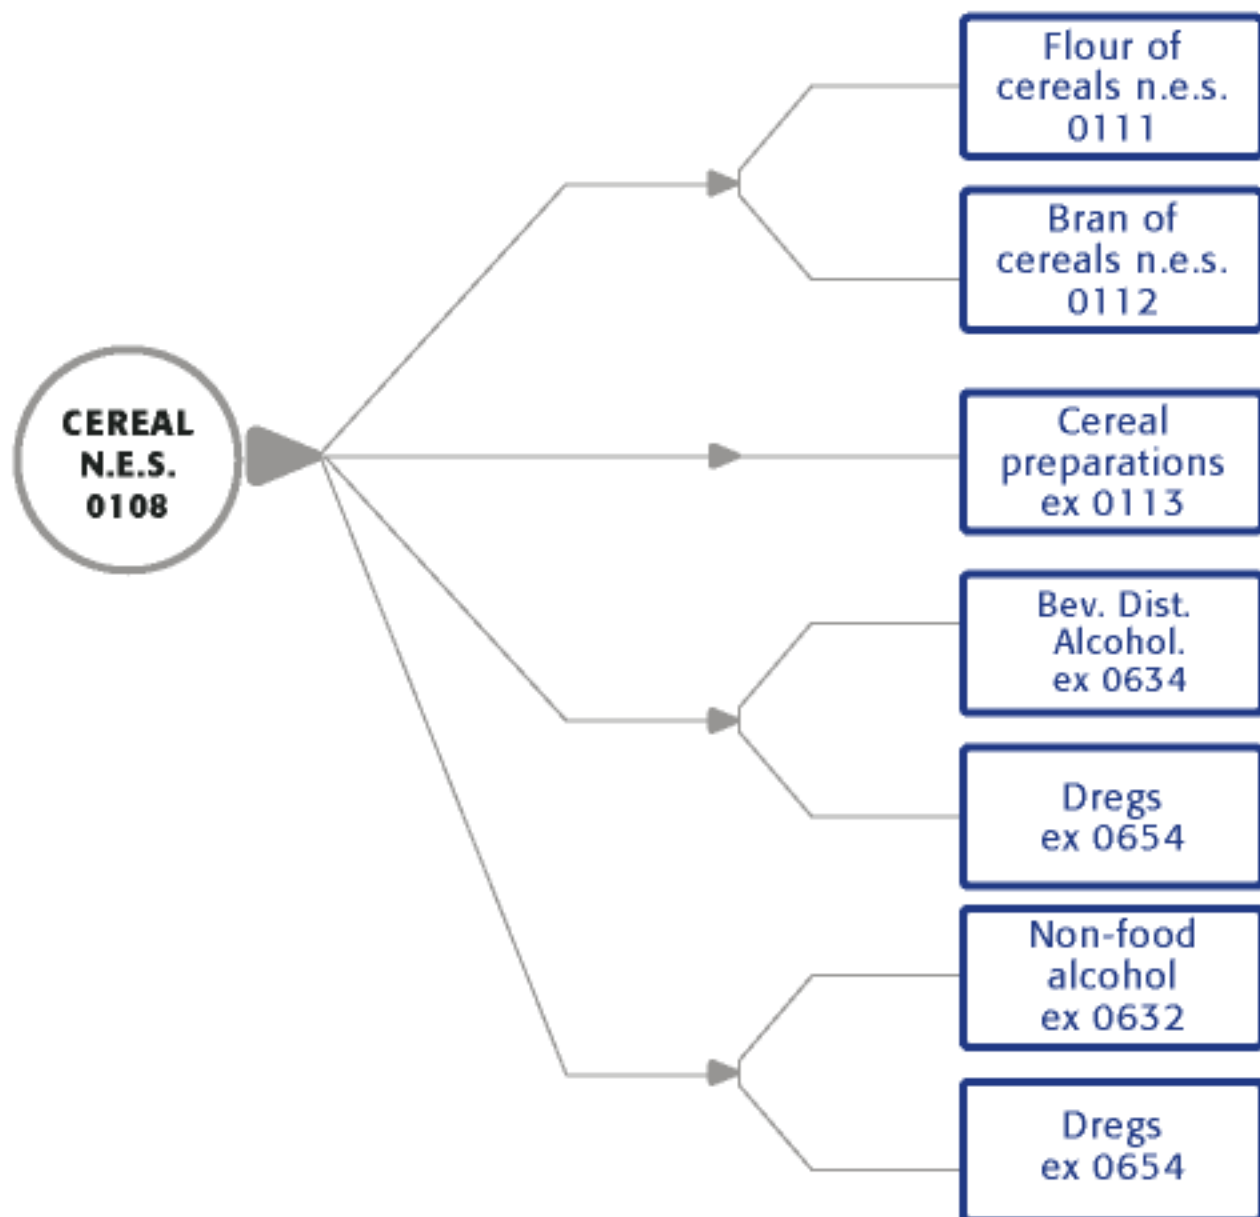 Flour of
cereals n.e.s.
0111
Bran of
cereals n.e.s.
0112
CEREAL
N.E.S.
0108
Cereal
preparations
ex 0113
Bev. Dist.
Alcohol.
ex 0634
Dregs
ex 0654
Non-food
alcohol
ex 0632
Dregs
ex 0654